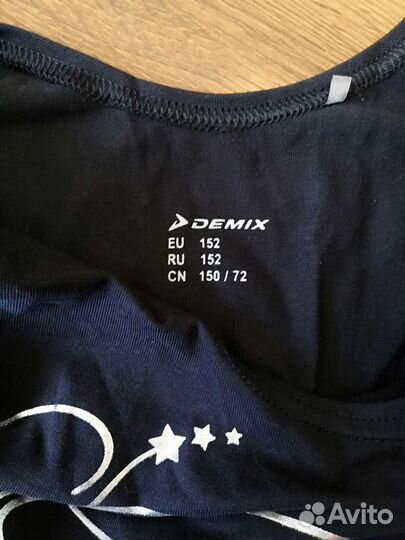 DEMIX
EU 152
RU 152
CN 150 / 72
Avito